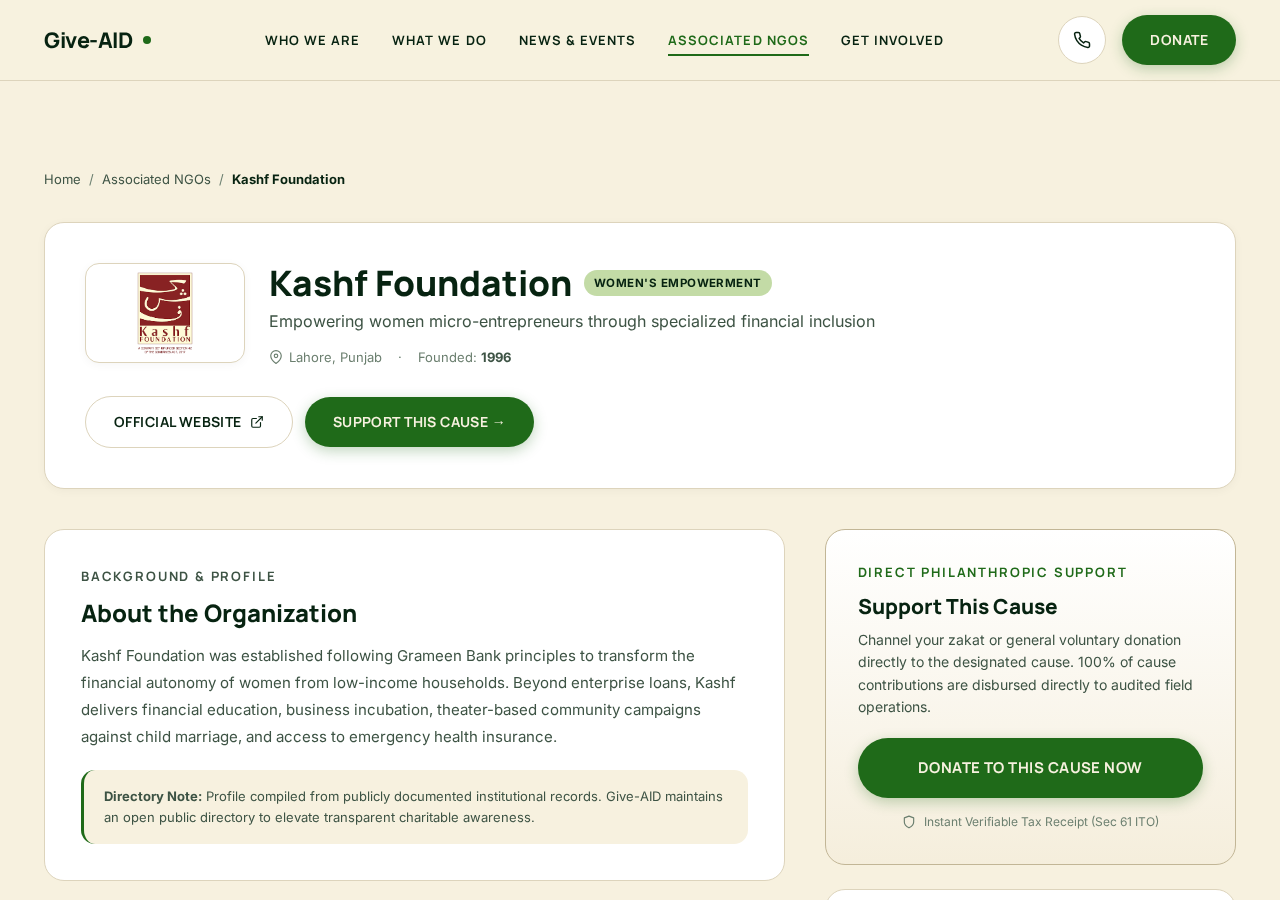 Give-AID
WHO WE ARE
WHAT WE DO
NEWS & EVENTS
ASSOCIATED NGOS
GET INVOLVED
DONATE
Home / Associated NGOs / Kashf Foundation
Kashf
FOUNDATION
Kashf Foundation
WOMEN'S EMPOWERMENT
Empowering women micro-entrepreneurs through specialized financial inclusion
Lahore, Punjab · Founded: 1996
OFFICIAL WEBSITE
SUPPORT THIS CAUSE →
BACKGROUND & PROFILE
About the Organization
Kashf Foundation was established following Grameen Bank principles to transform the
financial autonomy of women from low-income households. Beyond enterprise loans, Kashf
delivers financial education, business incubation, theater-based community campaigns
against child marriage, and access to emergency health insurance.
Directory Note: Profile compiled from publicly documented institutional records. Give-AID maintains
an open public directory to elevate transparent charitable awareness.
DIRECT PHILANTHROPIC SUPPORT
Support This Cause
Channel your zakat or general voluntary donation
directly to the designated cause. 100% of cause
contributions are disbursed directly to audited field
operations.
DONATE TO THIS CAUSE NOW
Instant Verifiable Tax Receipt (Sec 61 ITO)